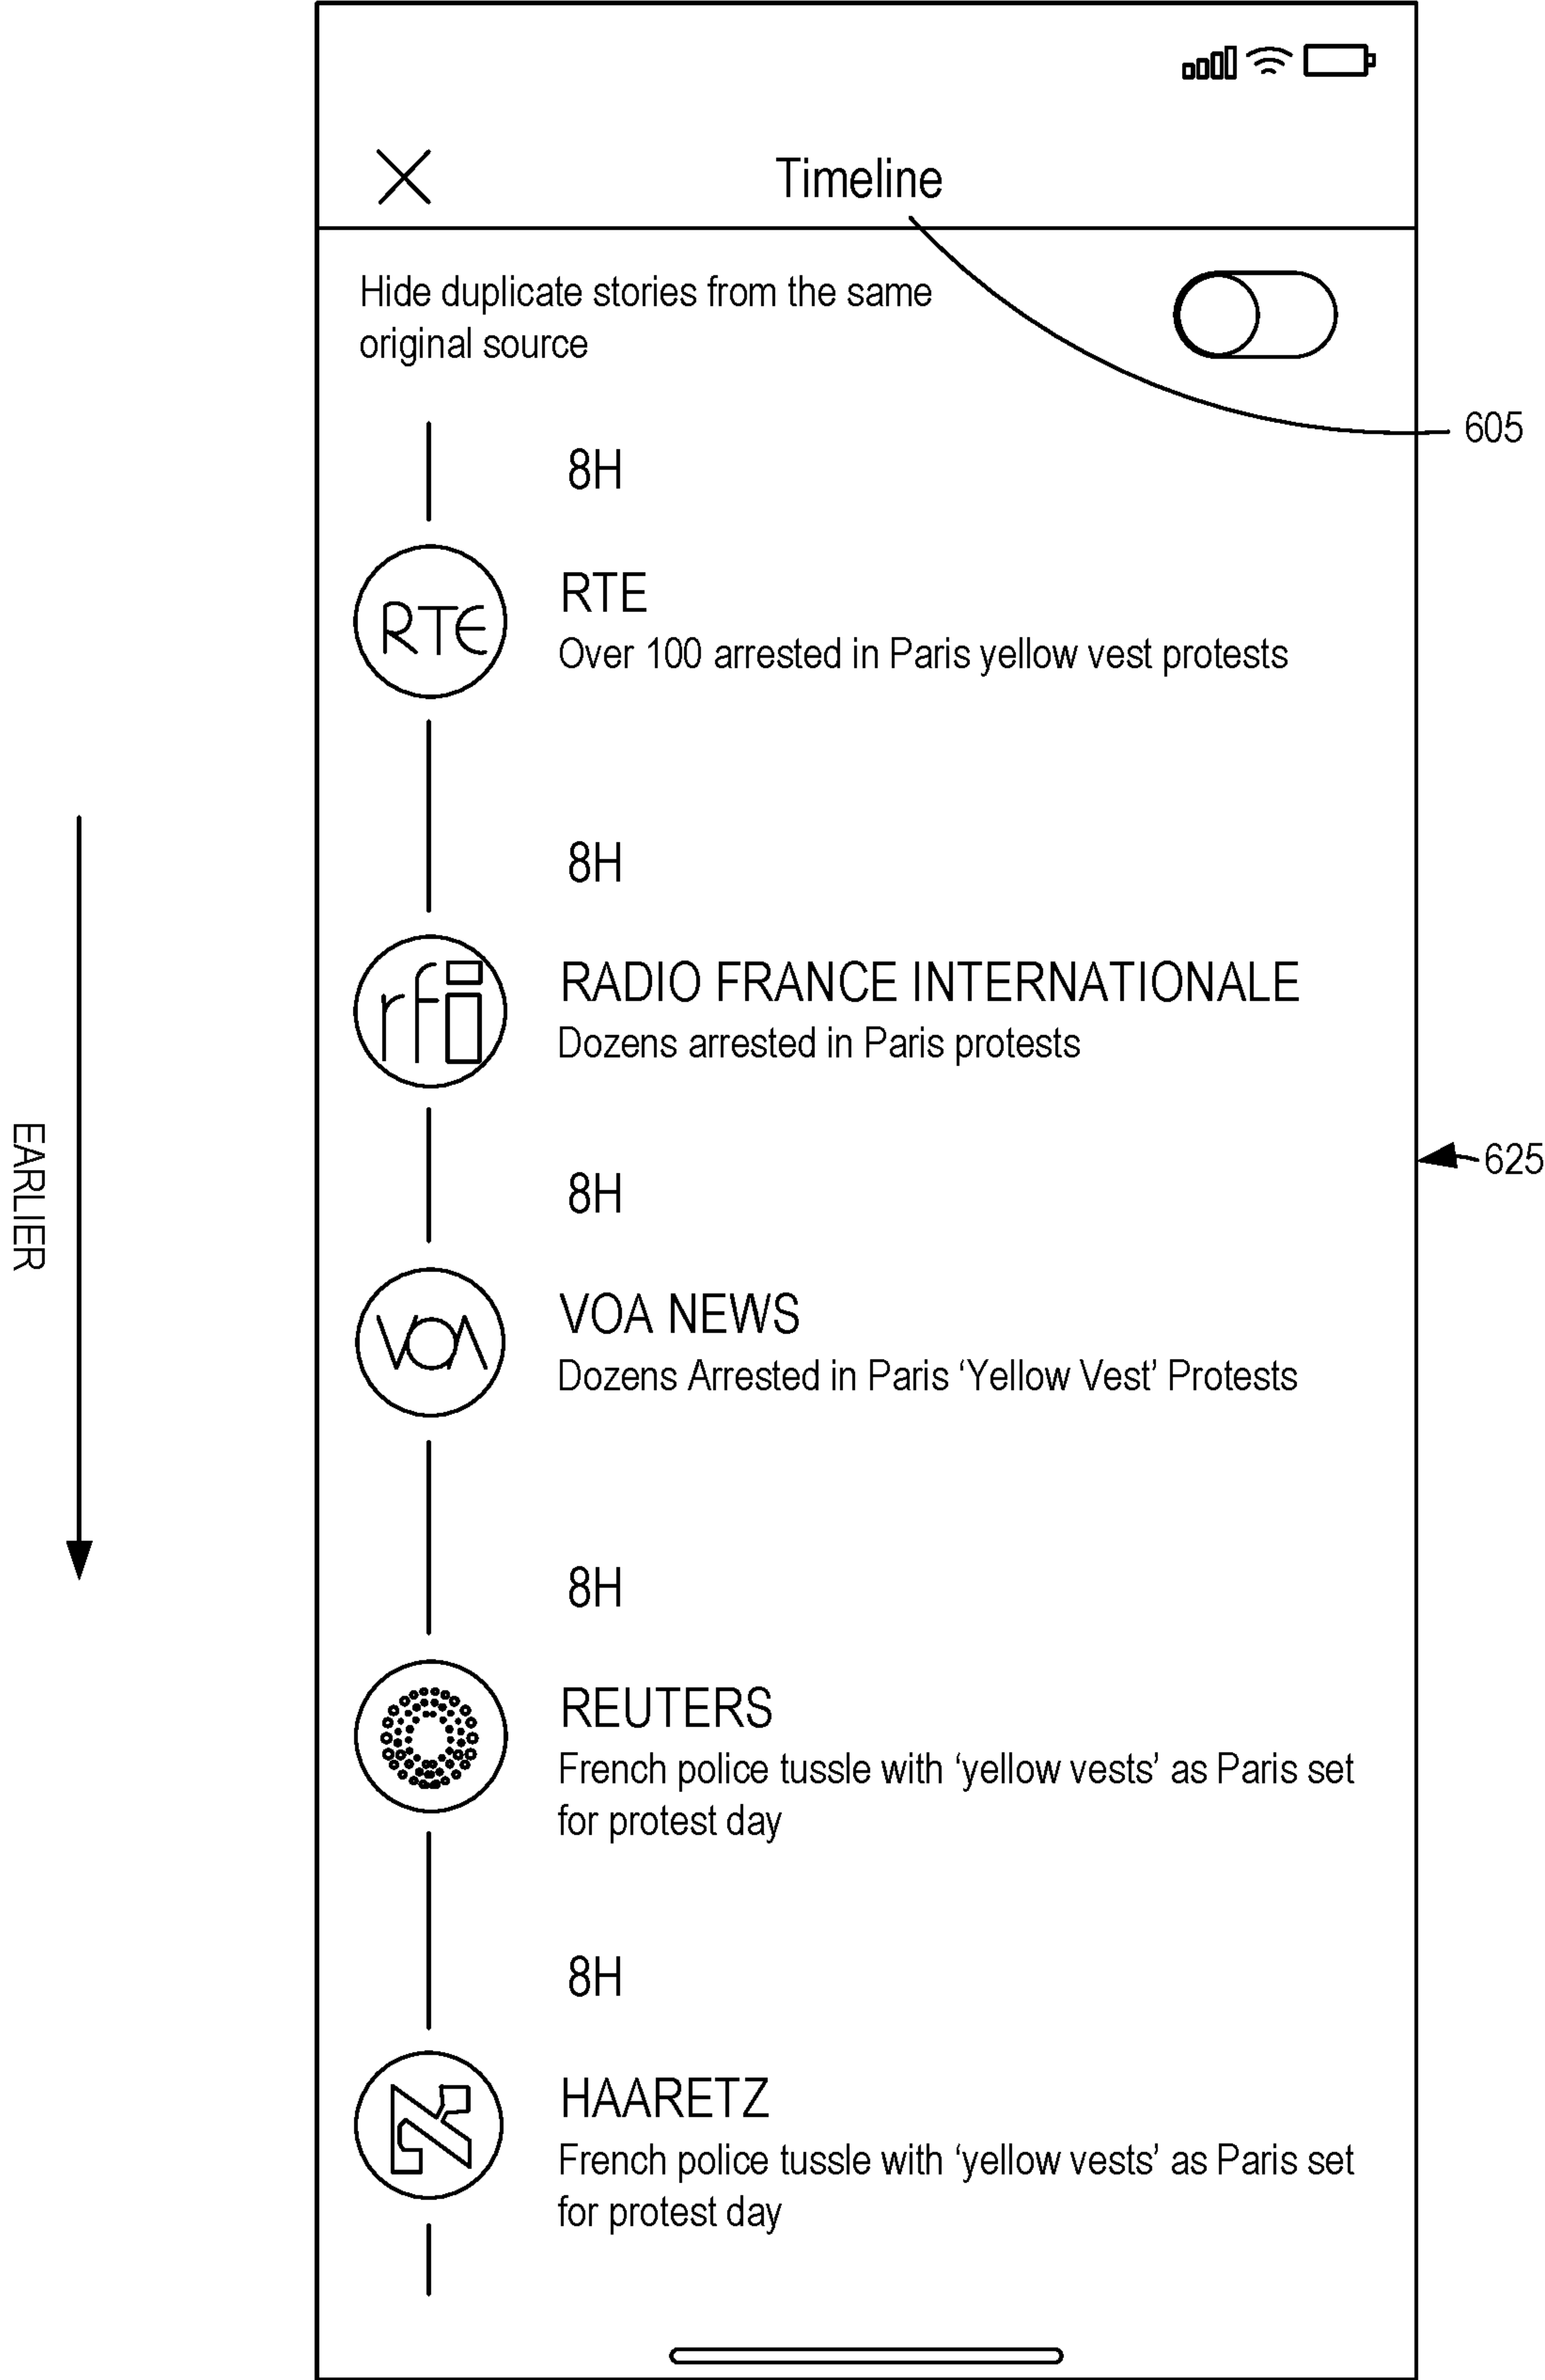 Timeline
Hide duplicate stories from the same
original source
605
8H
RTE
RTE
Over 100 arrested in Paris yellow vest protests
8H
rfi
RADIO FRANCE INTERNATIONALE
Dozens arrested in Paris protests
EARLIER
625
8H
VOA
VOA NEWS
Dozens Arrested in Paris ‘Yellow Vest’ Protests
8H
REUTERS
French police tussle with ‘yellow vests’ as Paris set
for protest day
8H
א
HAARETZ
French police tussle with ‘yellow vests’ as Paris set
for protest day